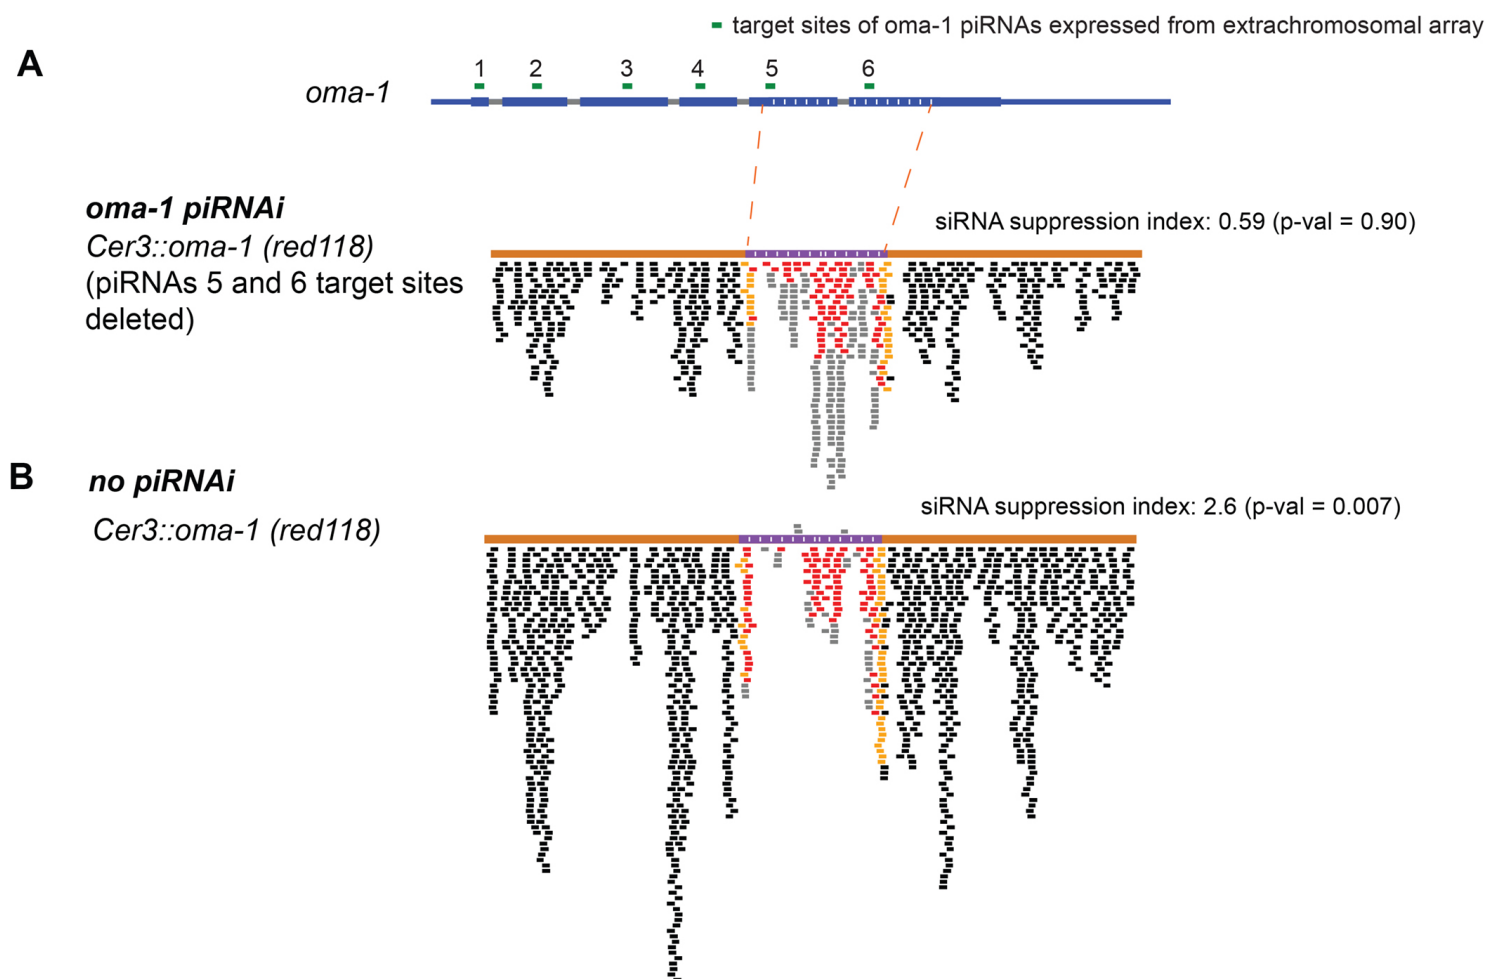 target sites of oma-1 piRNAs expressed from extrachromosomal array
A
1 2 3 4 5 6
oma-1
oma-1 piRNAi
siRNA suppression index: 0.59 (p-val = 0.90)
Cer3::oma-1 (red118)
(piRNAs 5 and 6 target sites
deleted)
B
no piRNAi
siRNA suppression index: 2.6 (p-val = 0.007)
Cer3::oma-1 (red118)